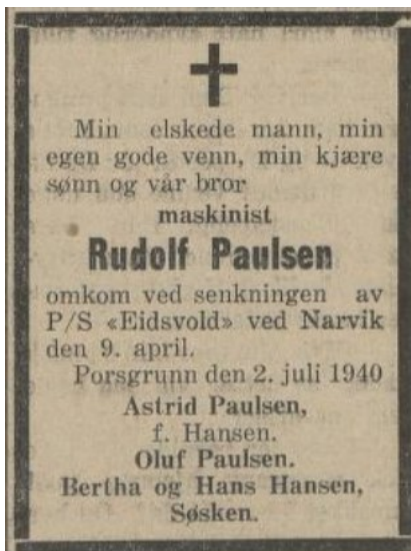 Min elskede mann, min
egen gode venn, min kjære
sønn og vår bror
maskinist
Rudolf Paulsen
omkom ved senkningen av
P/S «Eidsvold» ved Narvik
den 9. april.
Porsgrunn den 2. juli 1940
Astrid Paulsen,
f. Hansen.
Oluf Paulsen.
Bertha og Hans Hansen,
Søsken.